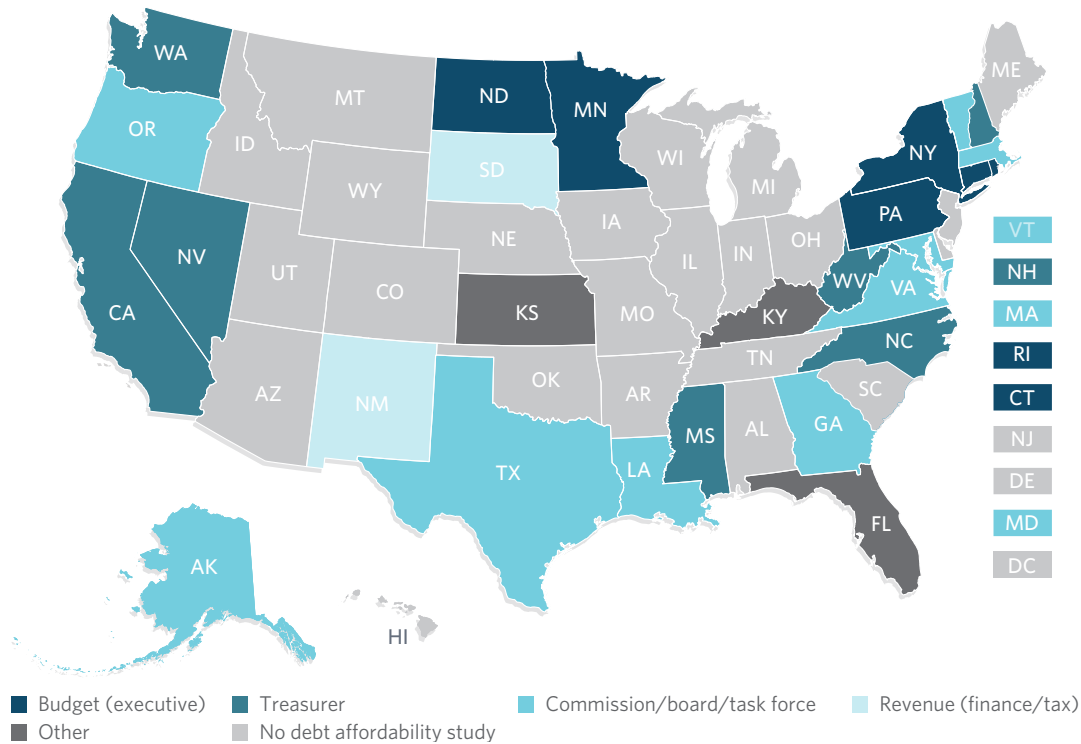 WA
MT
ND
MN
ME
OR
ID
SD
WI
NY
WY
MI
PA
IA
NE
OH
VT
NV
UT
CO
IL
IN
WV
NH
VA
CA
KS
MO
KY
MA
NC
TN
RI
AZ
NM
OK
AR
SC
CT
MS
AL
GA
TX
LA
NJ
DE
FL
MD
AK
DC
HI
Budget (executive)
Treasurer
Commission/board/task force
Revenue (finance/tax)
Other
No debt affordability study